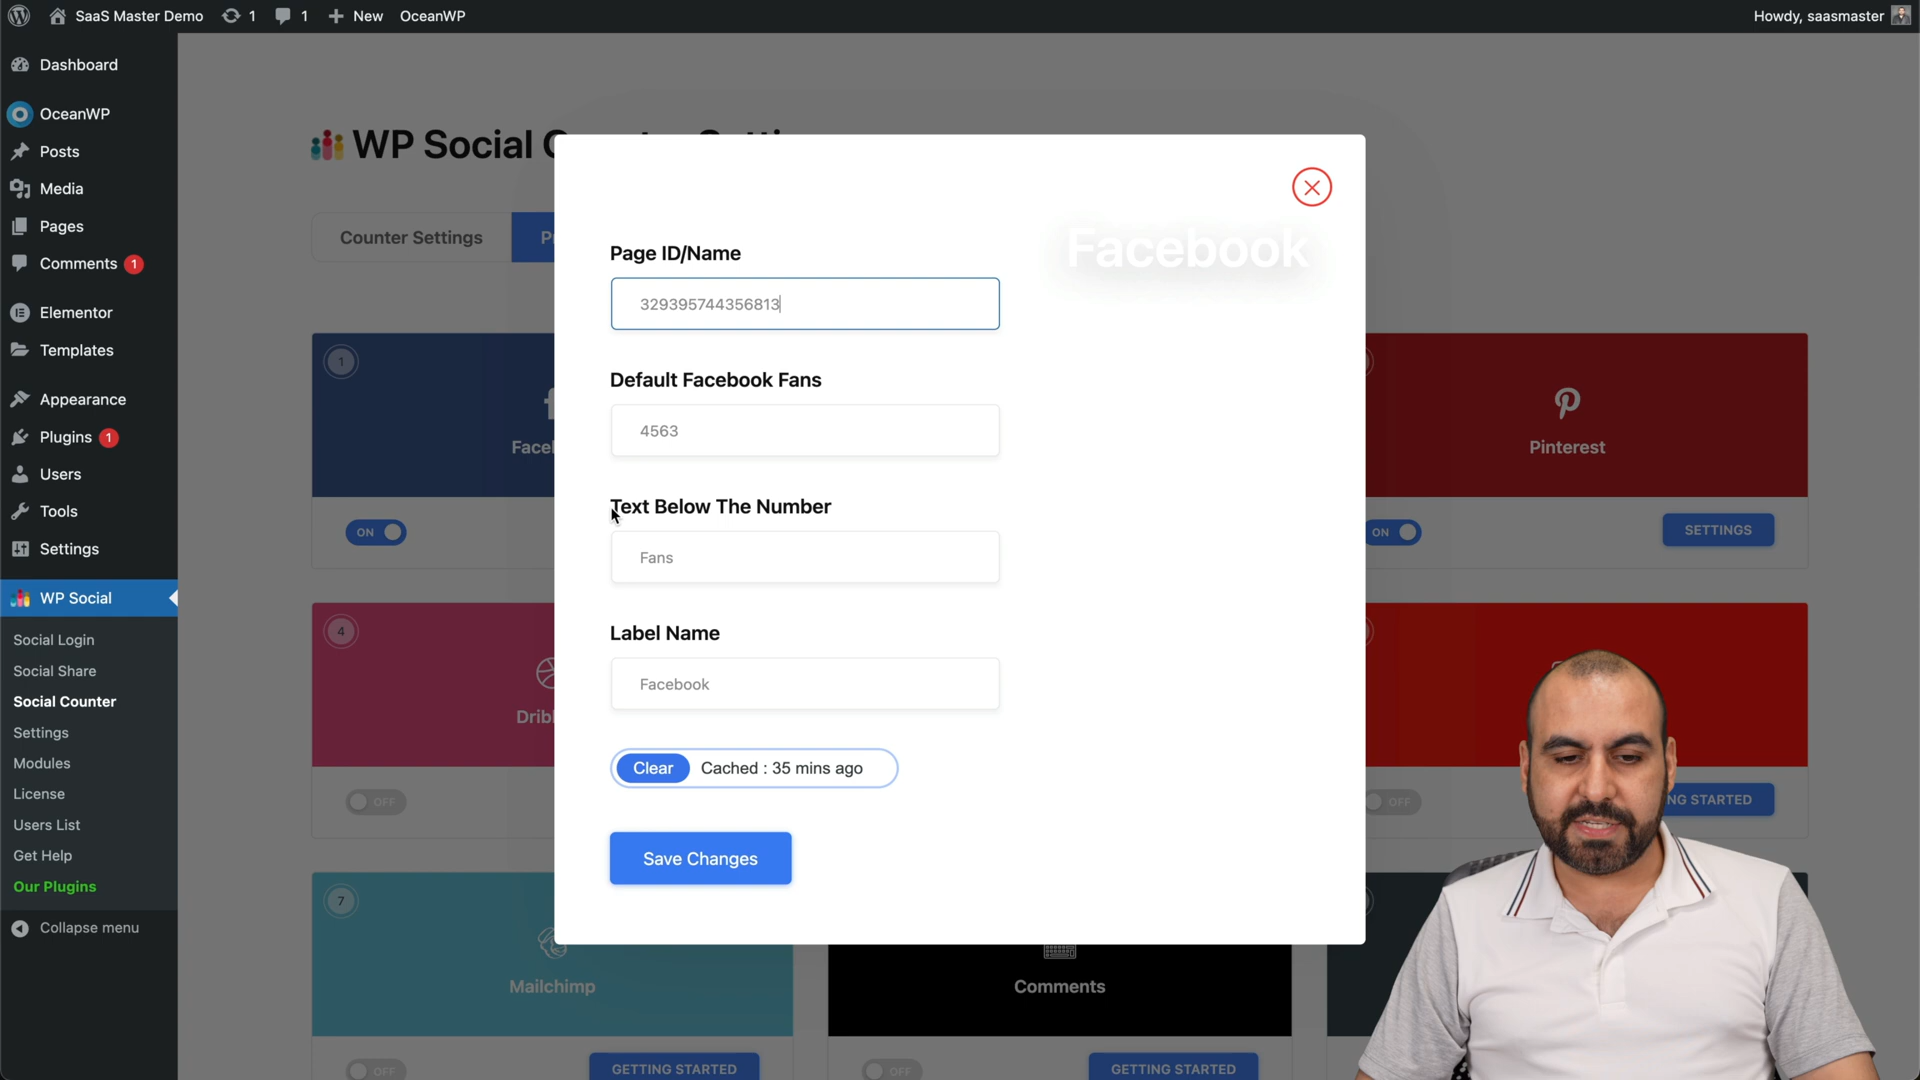 SaaS Master Demo 1 1 New OceanWP
Howdy, saasmaster
Dashboard
OceanWP
Posts
Media
Pages
Comments 1
Elementor
Templates
Appearance
Plugins 1
Users
Tools
Settings
WP Social
Social Login
Social Share
Social Counter
Settings
Modules
License
Users List
Get Help
Our Plugins
Collapse menu
WP Social
Counter Settings
1
ON
4
Drib
OFF
7
Mailchimp
OFF
GETTING STARTED
Comments
OFF
GETTING STARTED
Pinterest
ON
SETTINGS
OFF
NG STARTED
Facebook
Page ID/Name
329395744356813
Default Facebook Fans
4563
Text Below The Number
Fans
Label Name
Facebook
Clear Cached : 35 mins ago
Save Changes